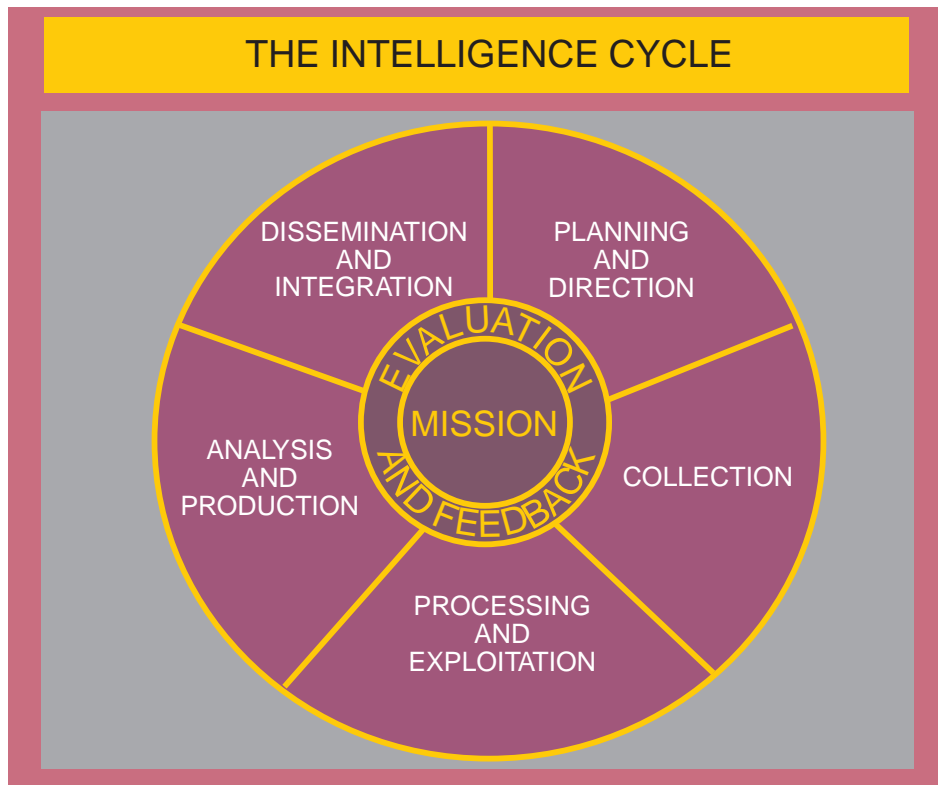 THE INTELLIGENCE CYCLE
DISSEMINATION
AND
INTEGRATION
PLANNING
AND
DIRECTION
EVALUATION
MISSION
AND FEEDBACK
ANALYSIS
AND
PRODUCTION
COLLECTION
PROCESSING
AND
EXPLOITATION